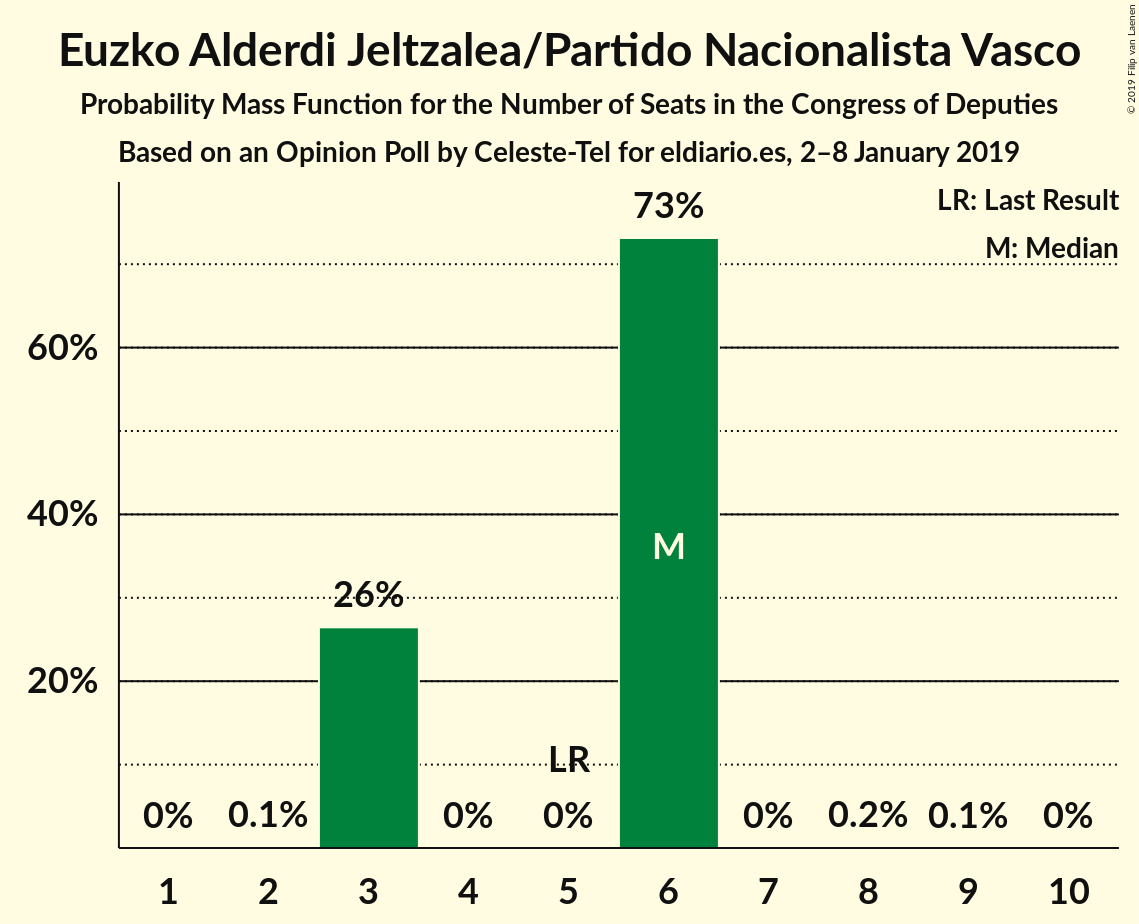 Euzko Alderdi Jeltzalea/Partido Nacionalista Vasco
Probability Mass Function for the Number of Seats in the Congress of Deputies
Based on an Opinion Poll by Celeste-Tel for eldiario.es, 2–8 January 2019
© 2019 Filip van Laenen
LR: Last Result
M: Median
73%
60%
40%
M
26%
20%
LR
0% 0.1% 0% 0% 0% 0.2% 0.1% 0%
1 2 3 4 5 6 7 8 9 10